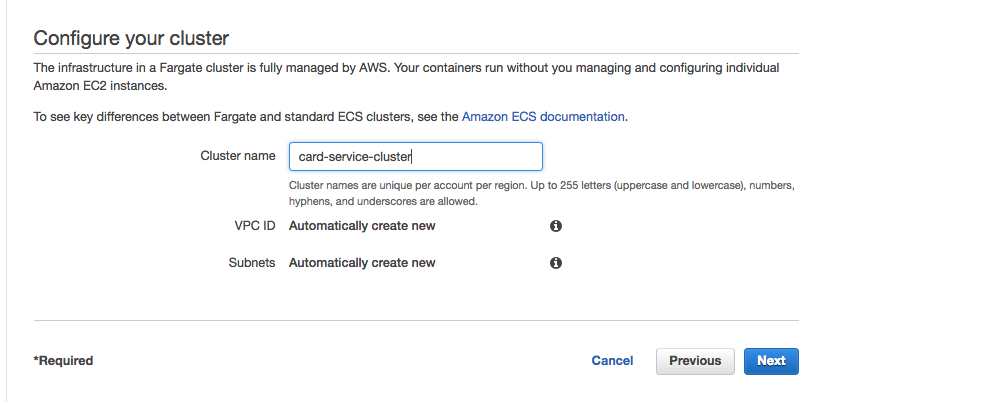 Configure your cluster
The infrastructure in a Fargate cluster is fully managed by AWS. Your containers run without you managing and configuring individual
Amazon EC2 instances.
To see key differences between Fargate and standard ECS clusters, see the Amazon ECS documentation.
Cluster name card-service-cluster
Cluster names are unique per account per region. Up to 255 letters (uppercase and lowercase), numbers,
hyphens, and underscores are allowed.
VPC ID Automatically create new
Subnets Automatically create new
*Required Cancel Previous Next